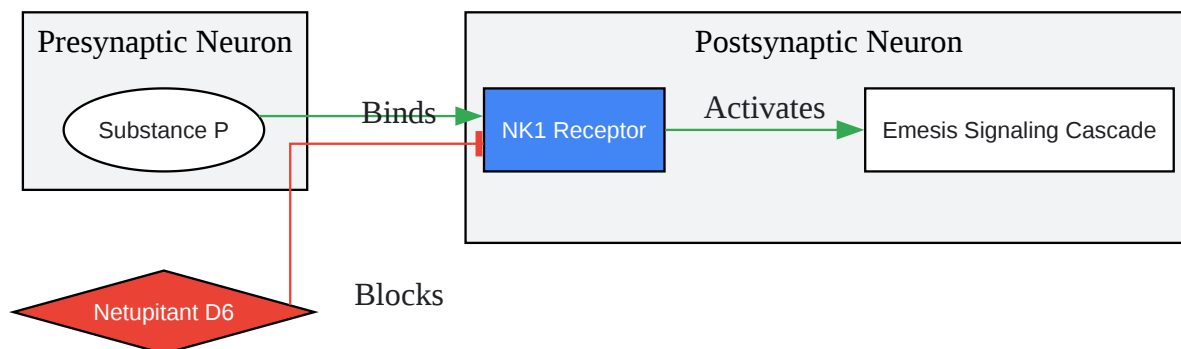 Presynaptic Neuron
Postsynaptic Neuron
Substance P
Binds
NK1 Receptor
Activates
Emesis Signaling Cascade
Netupitant D6
Blocks